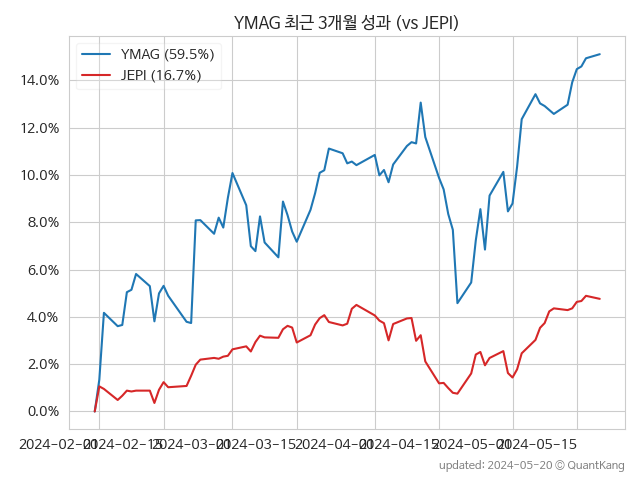 YMAG 최근 3개월 성과 (vs JEPI)
YMAG (59.5%)
JEPI (16.7%)
14.0%
12.0%
10.0%
8.0%
6.0%
4.0%
2.0%
0.0%
2024-02-01 2024-02-15 2024-03-01 2024-03-15 2024-04-01 2024-04-15 2024-05-01 2024-05-15
updated: 2024-05-20 © QuantKang